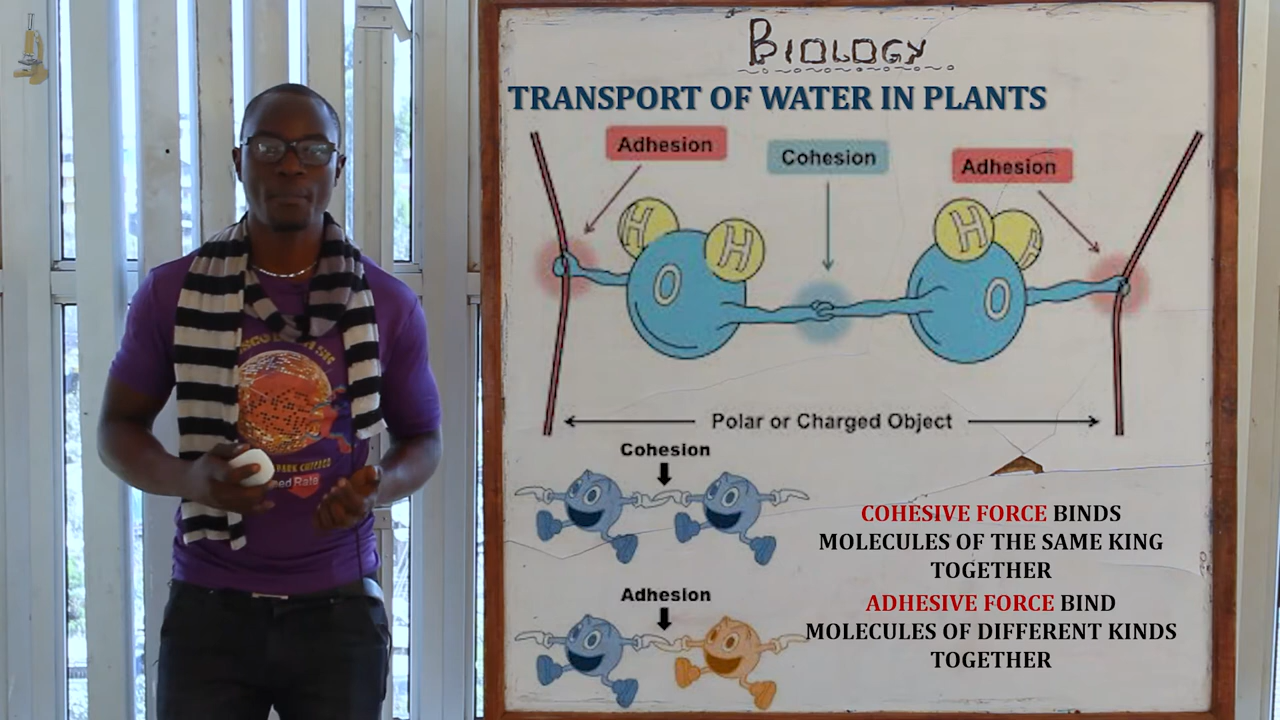 BIOLOGY
TRANSPORT OF WATER IN PLANTS
Adhesion
Cohesion
Adhesion
H
H
O
H
H
O
Polar or Charged Object
Cohesion
COHESIVE FORCE BINDS
MOLECULES OF THE SAME KING
TOGETHER
Adhesion
ADHESIVE FORCE BIND
MOLECULES OF DIFFERENT KINDS
TOGETHER